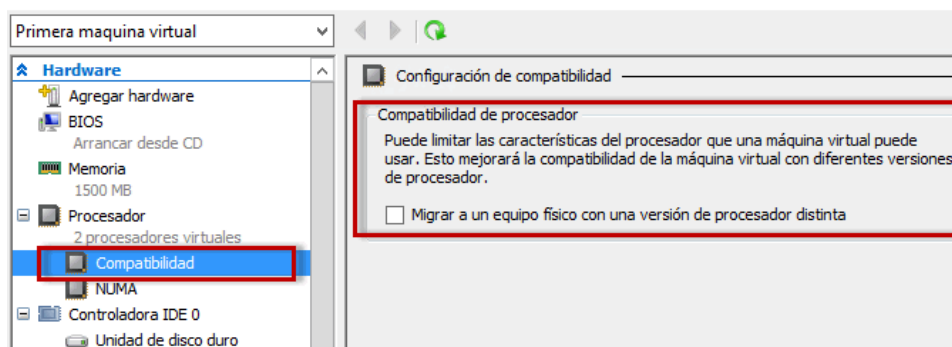 Primera maquina virtual
Hardware
Agregar hardware
BIOS
Arrancar desde CD
Memoria
1500 MB
Procesador
2 procesadores virtuales
Compatibilidad
NUMA
Controladora IDE 0
Unidad de disco duro
Configuración de compatibilidad
Compatibilidad de procesador
Puede limitar las características del procesador que una máquina virtual puede
usar. Esto mejorará la compatibilidad de la máquina virtual con diferentes versiones
de procesador.
Migrar a un equipo físico con una versión de procesador distinta